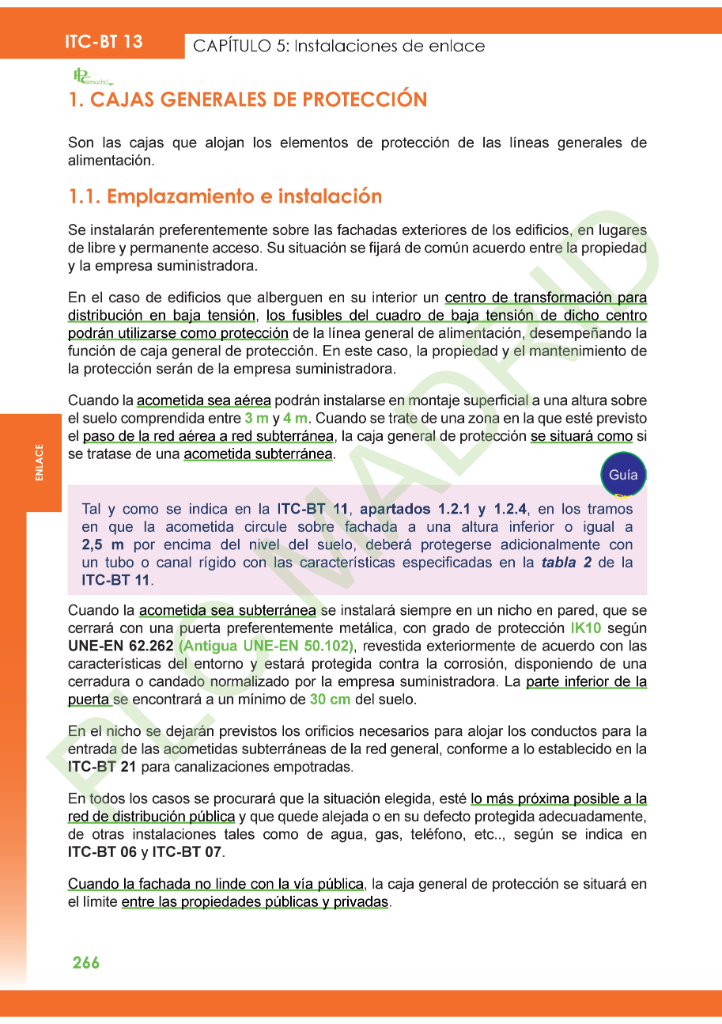 ITC-BT 13
CAPÍTULO 5: Instalaciones de enlace
PLCmadrid
1. CAJAS GENERALES DE PROTECCIÓN
Son las cajas que alojan los elementos de protección de las líneas generales de
alimentación.
1.1. Emplazamiento e instalación
Se instalarán preferentemente sobre las fachadas exteriores de los edificios, en lugares
de libre y permanente acceso. Su situación se fijará de común acuerdo entre la propiedad
y la empresa suministradora.
En el caso de edificios que alberguen en su interior un centro de transformación para
distribución en baja tensión, los fusibles del cuadro de baja tensión de dicho centro
podrán utilizarse como protección de la línea general de alimentación, desempeñando la
función de caja general de protección. En este caso, la propiedad y el mantenimiento de
la protección serán de la empresa suministradora.
Cuando la acometida sea aérea podrán instalarse en montaje superficial a una altura sobre
el suelo comprendida entre 3 m y 4 m. Cuando se trate de una zona en la que esté previsto
el paso de la red aérea a red subterránea, la caja general de protección se situará como si
se tratase de una acometida subterránea.
ENLACE
Guía
Tal y como se indica en la ITC-BT 11, apartados 1.2.1 y 1.2.4, en los tramos
en que la acometida circule sobre fachada a una altura inferior o igual a
2,5 m por encima del nivel del suelo, deberá protegerse adicionalmente con
un tubo o canal rígido con las características especificadas en la tabla 2 de la
ITC-BT 11.
Cuando la acometida sea subterránea se instalará siempre en un nicho en pared, que se
cerrará con una puerta preferentemente metálica, con grado de protección IK10 según
UNE-EN 62.262 (Antigua UNE-EN 50.102), revestida exteriormente de acuerdo con las
características del entorno y estará protegida contra la corrosión, disponiendo de una
cerradura o candado normalizado por la empresa suministradora. La parte inferior de la
puerta se encontrará a un mínimo de 30 cm del suelo.
En el nicho se dejarán previstos los orificios necesarios para alojar los conductos para la
entrada de las acometidas subterráneas de la red general, conforme a lo establecido en la
ITC-BT 21 para canalizaciones empotradas.
En todos los casos se procurará que la situación elegida, esté lo más próxima posible a la
red de distribución pública y que quede alejada o en su defecto protegida adecuadamente,
de otras instalaciones tales como de agua, gas, teléfono, etc.., según se indica en
ITC-BT 06 y ITC-BT 07.
Cuando la fachada no linde con la vía pública, la caja general de protección se situará en
el límite entre las propiedades públicas y privadas.
266
PLC MADRID